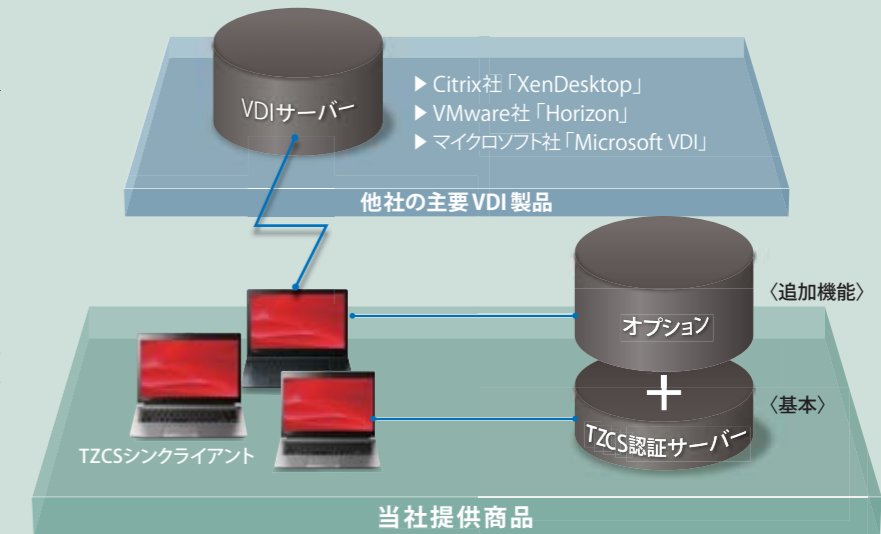 VDIサーバー
▶ Citrix社「XenDesktop」
▶ VMware社「Horizon」
▶ マイクロソフト社「Microsoft VDI」
他社の主要VDI製品
〈追加機能〉
オプション
+
〈基本〉
TZCS認証サーバー
TZCSシンクライアント
当社提供商品